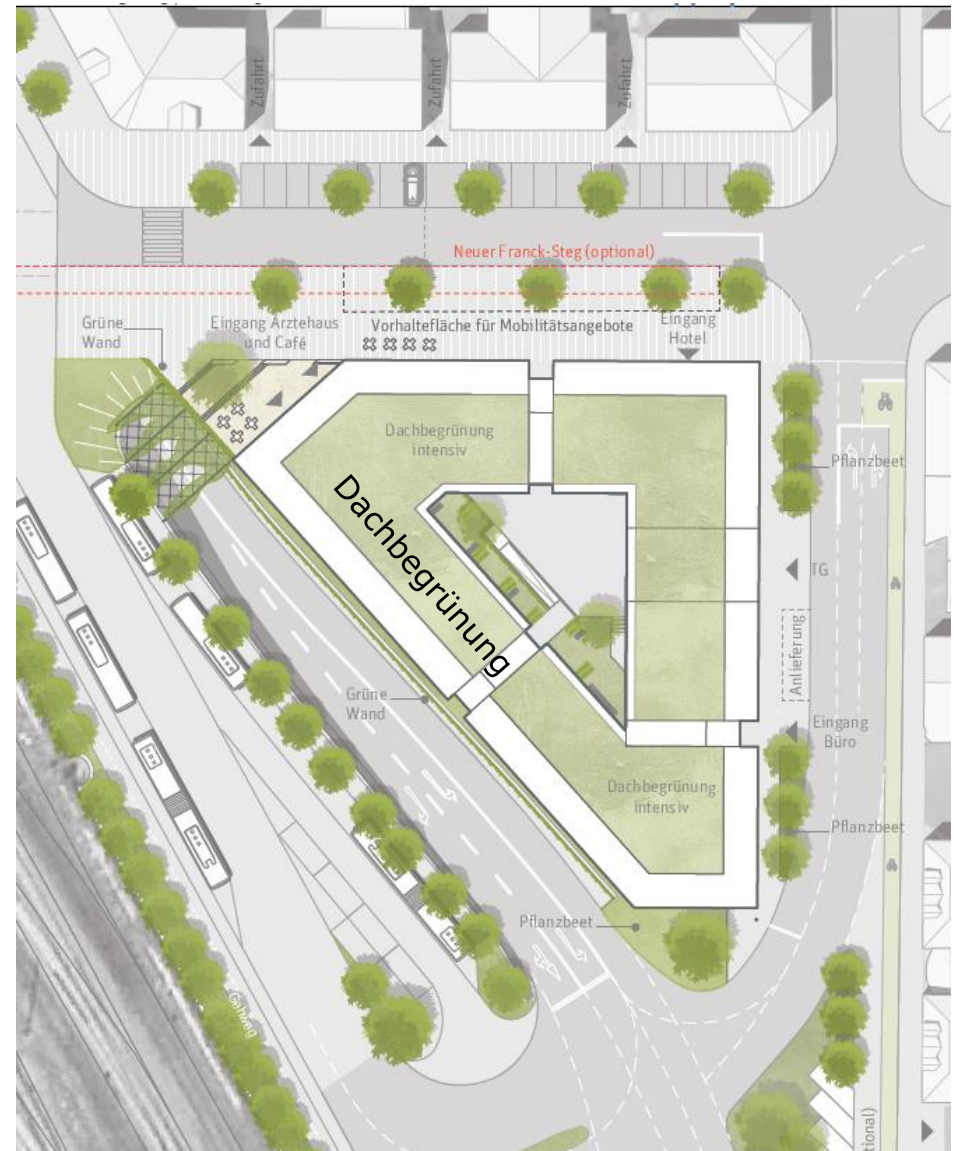 Zufahrt
Zufahrt
Zufahrt
Neuer Franck-Steg (optional)
Grüne
Wand
Eingang Ärztehaus
und Café
Vorhaltefläche für Mobilitätsangebote
Eingang
Hotel
Dachbegrünung
intensiv
Pflanzbeet
Dachbegrünung
TG
Anlieferung
Grüne
Wand
Eingang
Büro
Dachbegrünung
intensiv
Pflanzbeet
Pflanzbeet
Gehweg